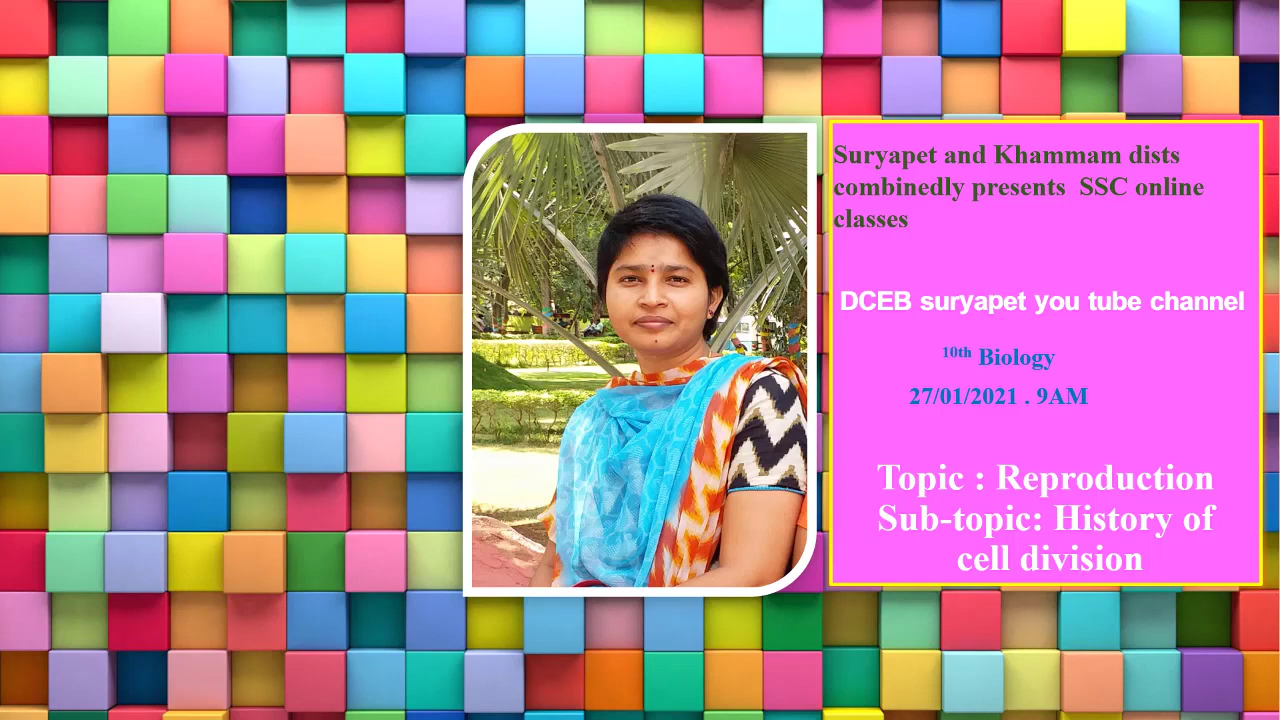 Suryapet and Khammam dists
combinedly presents  SSC online
classes
DCEB suryapet you tube channel
10th Biology
27/01/2021 . 9AM
Topic : Reproduction
Sub-topic: History of
cell division